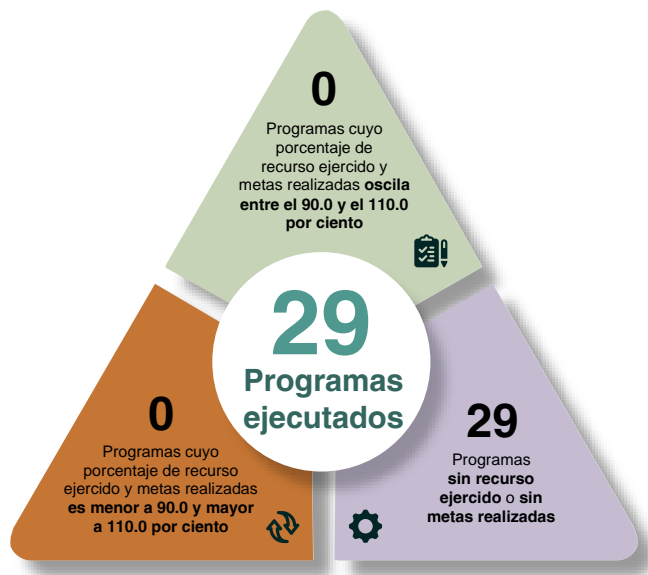 0
Programas cuyo
porcentaje de
recurso ejercido y
metas realizadas oscila
entre el 90.0 y el 110.0
por ciento
29
Programas
ejecutados
0
Programas cuyo
porcentaje de recurso
ejercido y metas realizadas
es menor a 90.0 y mayor
a 110.0 por ciento
29
Programas
sin recurso
ejercido o sin
metas realizadas